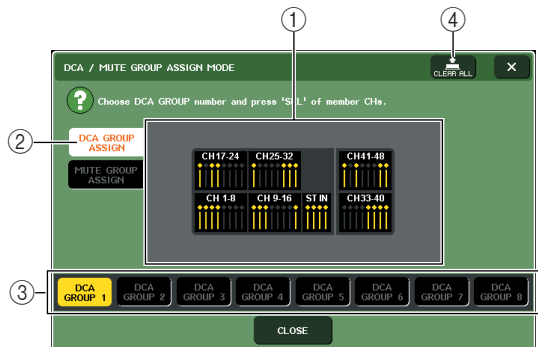 ①
④
DCA / MUTE GROUP ASSIGN MODE
CLEAR ALL
×
? Choose DCA GROUP number and press 'SEL' of member CHs.
②
DCA GROUP
ASSIGN
MUTE GROUP
ASSIGN
CH17-24 CH25-32 CH41-48
CH 1-8 CH 9-16 ST IN CH33-40
③
DCA
GROUP 1
DCA
GROUP 2
DCA
GROUP 3
DCA
GROUP 4
DCA
GROUP 5
DCA
GROUP 6
DCA
GROUP 7
DCA
GROUP 8
CLOSE